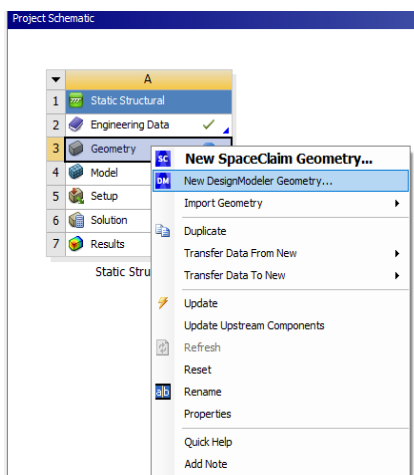 Project Schematic
A
1 Static Structural
2 Engineering Data
3 Geometry
4 Model
5 Setup
6 Solution
7 Results
Static Stru
SC New SpaceClaim Geometry...
DM New DesignModeler Geometry...
Import Geometry
Duplicate
Transfer Data From New
Transfer Data To New
Update
Update Upstream Components
Refresh
Reset
ab Rename
Properties
Quick Help
Add Note